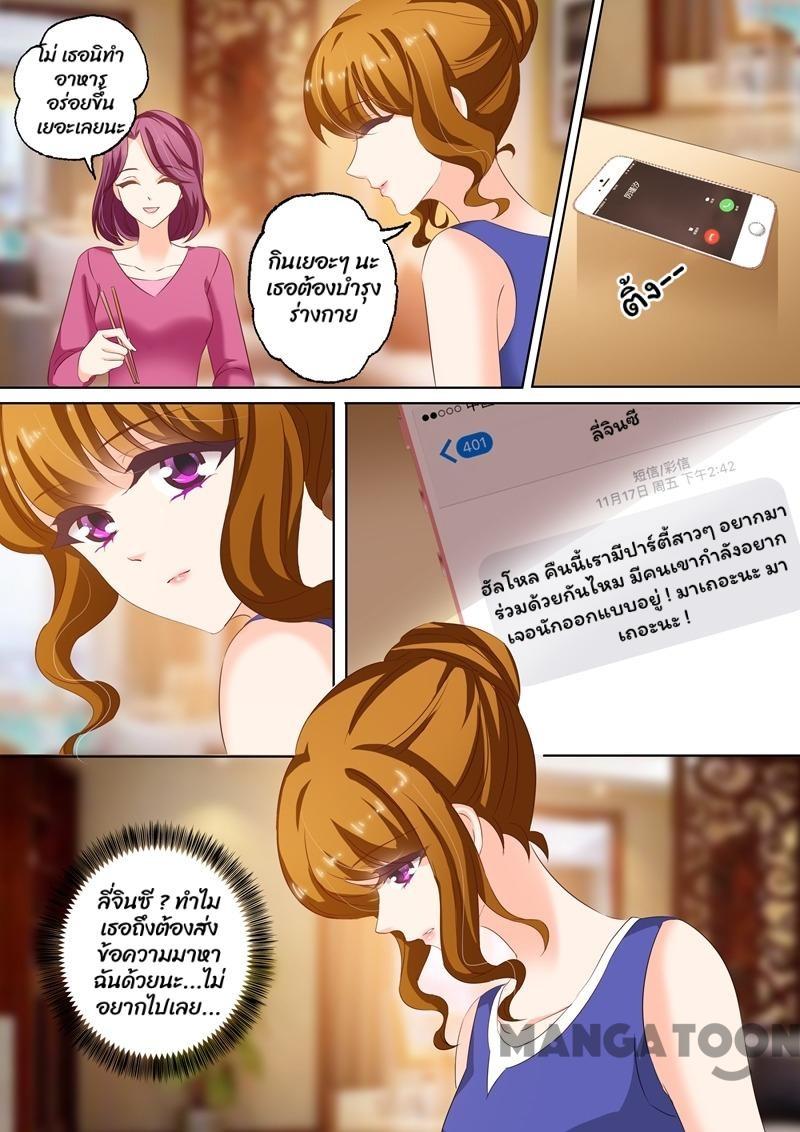 โม่ เธอนิทำ
อาหาร
อร่อยขึ้น
เยอะเลยนะ
กินเยอะๆ นะ
เธอต้องบำรุง
ร่างกาย
ติ้ง--
401
ลี่จินซี
短信/彩信
11月17日 周五 下午2:42
ฮัลโหล คืนนี้เรามีปาร์ตี้สาวๆ อยากมา
ร่วมด้วยกันไหม มีคนเขากำลังอยาก
เจอนักออกแบบอยู่ ! มาเถอะนะ มา
เถอะนะ !
ลี่จินซี ? ทำไม
เธอถึงต้องส่ง
ข้อความมาหา
ฉันด้วยนะ...ไม่
อยากไปเลย...
MANGATOON